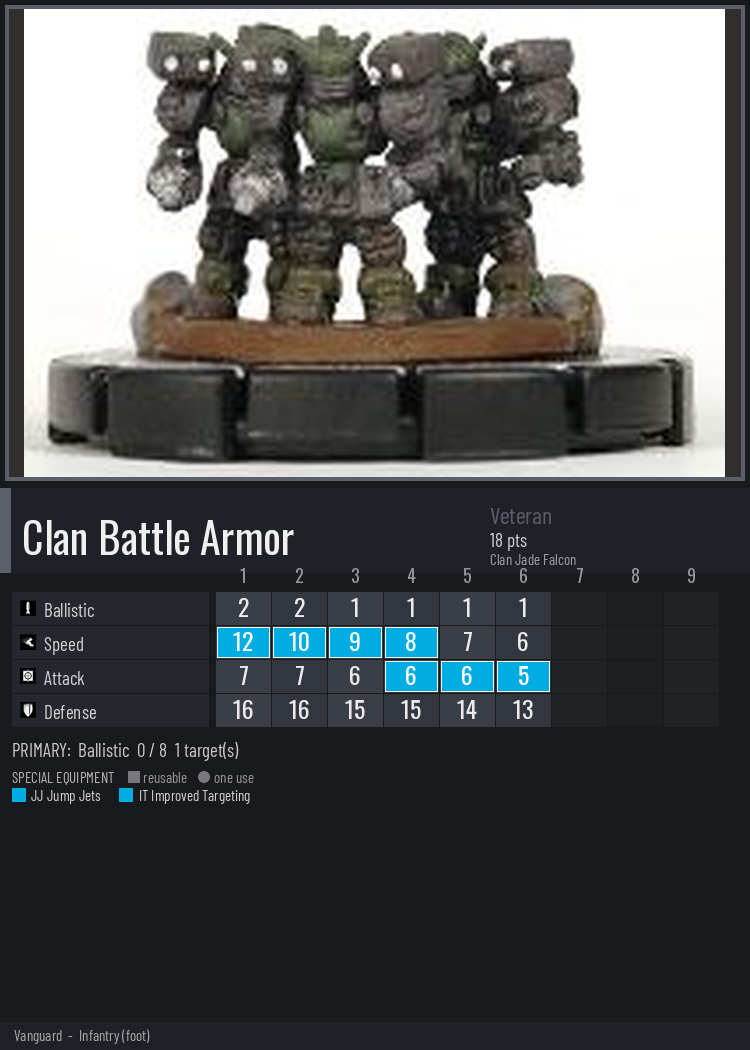 Clan Battle Armor
Veteran
18 pts
Clan Jade Falcon
1 2 3 4 5 6 7 8 9
Ballistic 2 2 1 1 1 1
Speed 12 10 9 8 7 6
Attack 7 7 6 6 6 5
Defense 16 16 15 15 14 13
PRIMARY: Ballistic 0 / 8 1 target(s)
SPECIAL EQUIPMENT reusable one use
JJ Jump Jets IT Improved Targeting
Vanguard - Infantry (foot)